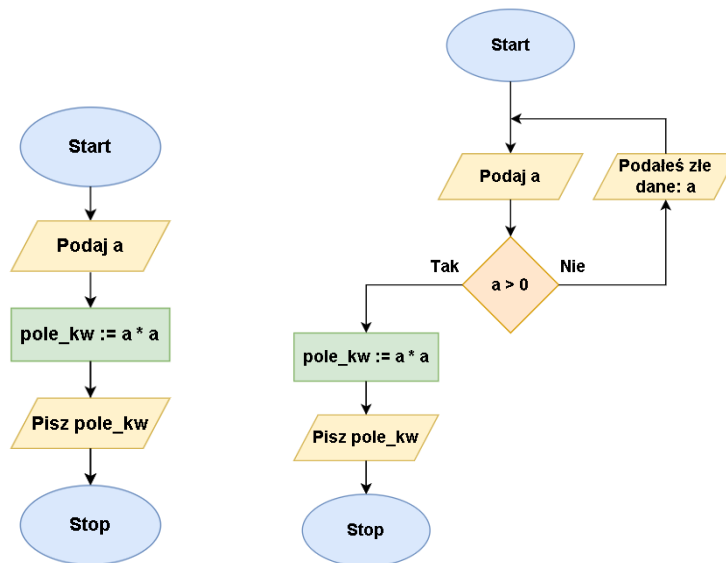 Start
Podaj a
pole_kw := a * a
Pisz pole_kw
Stop
Start
Podaj a
Podałeś złe
dane: a
Tak
a > 0
Nie
pole_kw := a * a
Pisz pole_kw
Stop